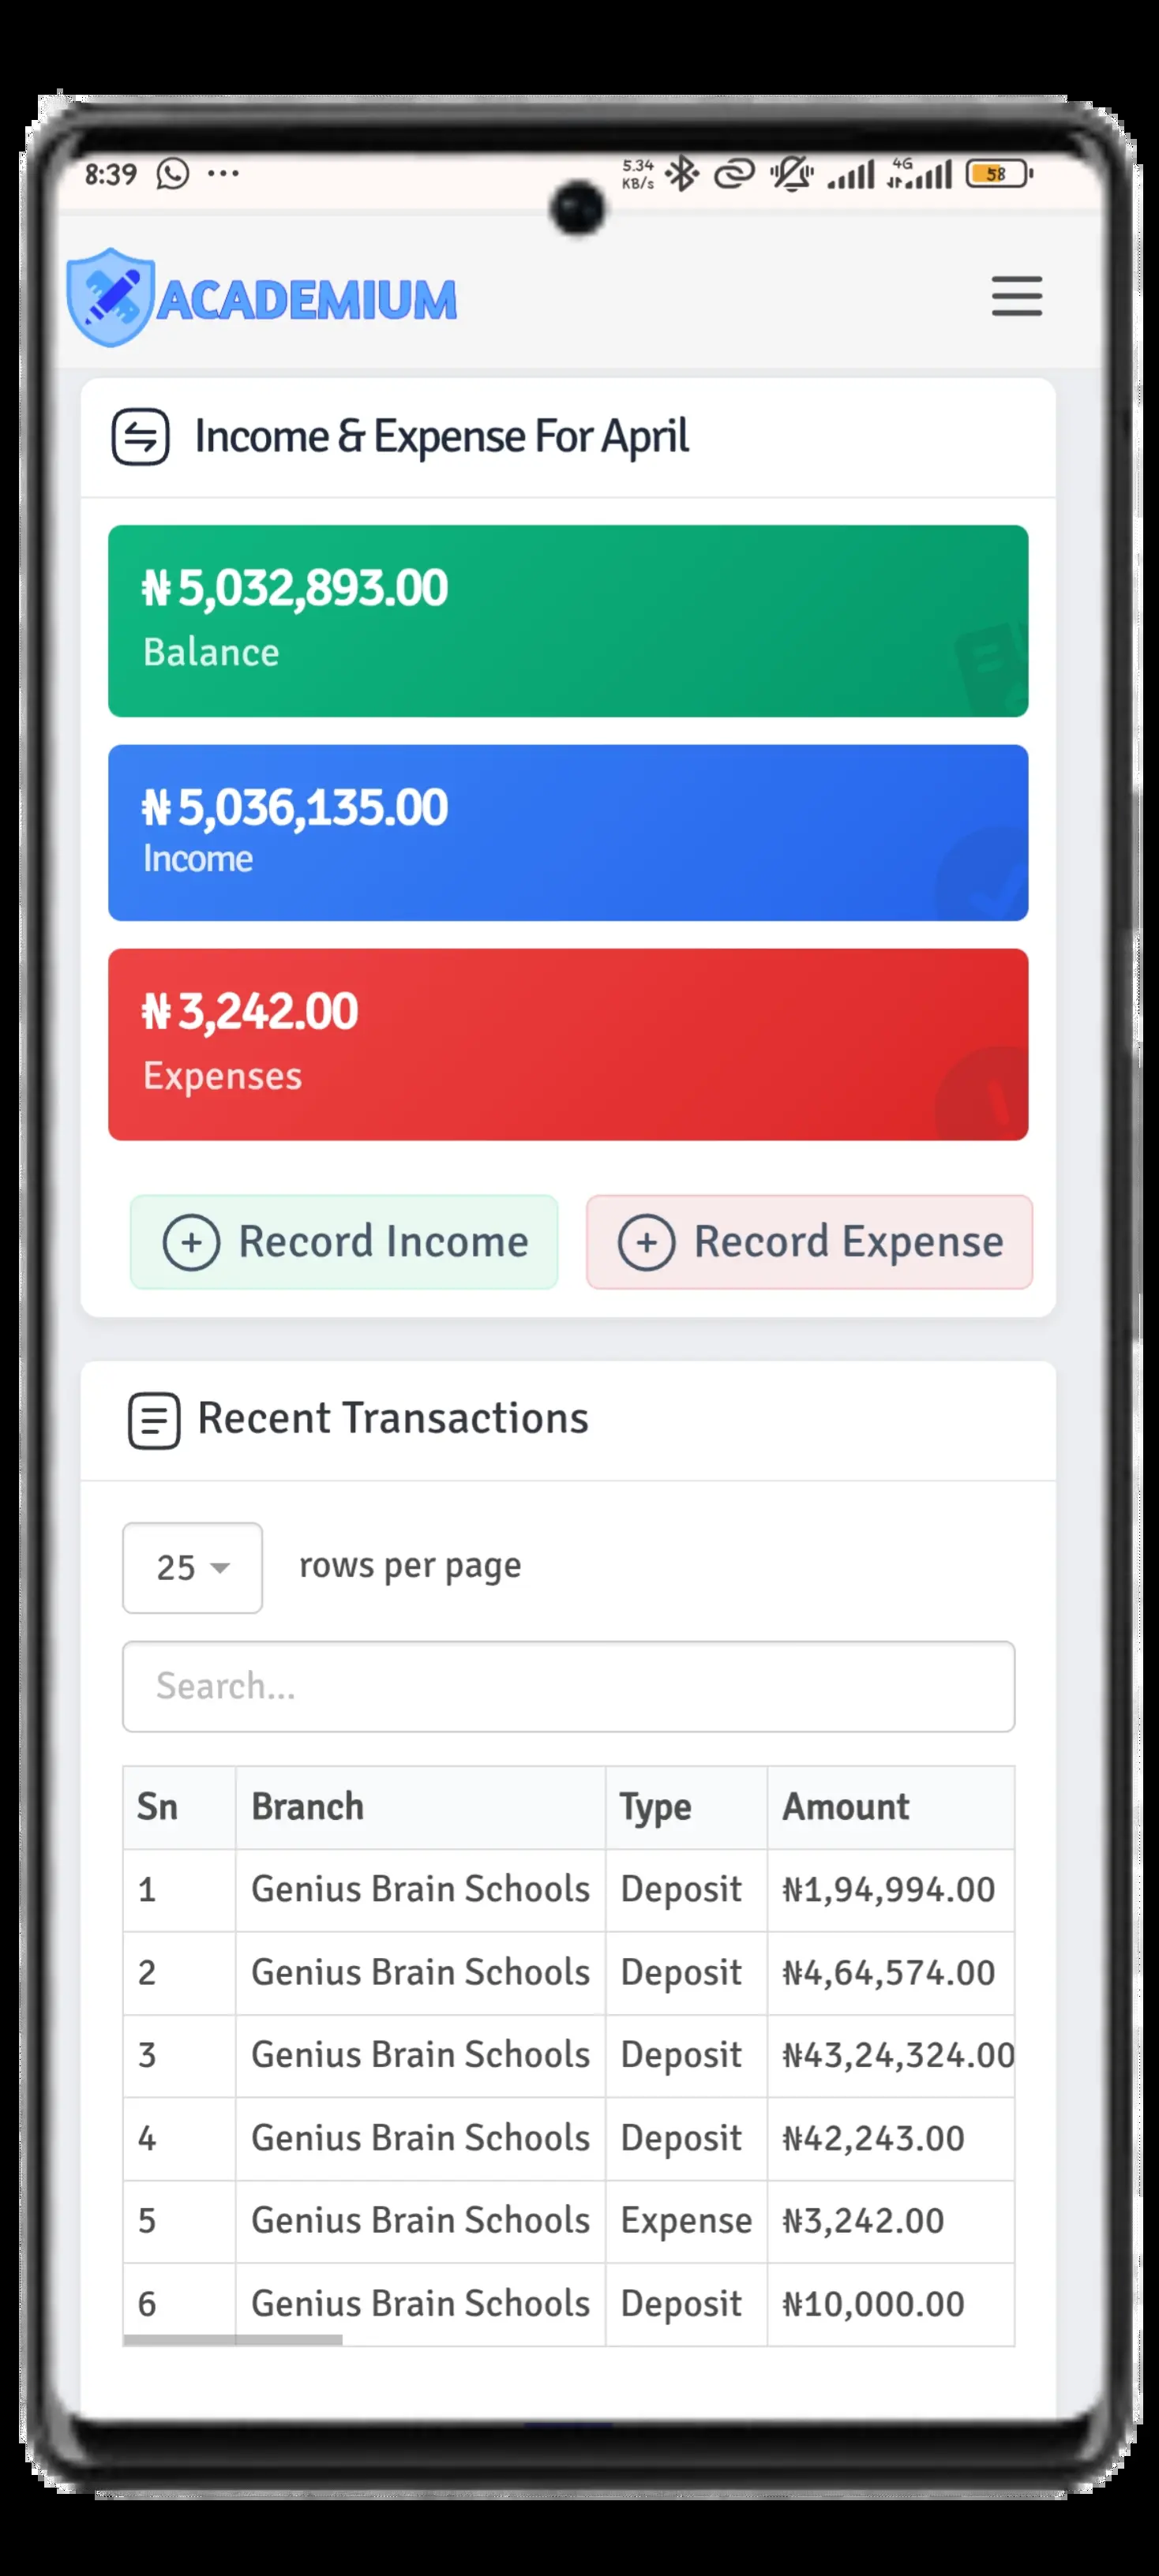 8:39 ... 5.34 KB/s 4G 58
ACADEMIUM
Income & Expense For April
₦ 5,032,893.00
Balance
₦ 5,036,135.00
Income
₦ 3,242.00
Expenses
Record Income Record Expense
Recent Transactions
25 rows per page
Search...
Sn Branch Type Amount
1 Genius Brain Schools Deposit ₦1,94,994.00
2 Genius Brain Schools Deposit ₦4,64,574.00
3 Genius Brain Schools Deposit ₦43,24,324.00
4 Genius Brain Schools Deposit ₦42,243.00
5 Genius Brain Schools Expense ₦3,242.00
6 Genius Brain Schools Deposit ₦10,000.00